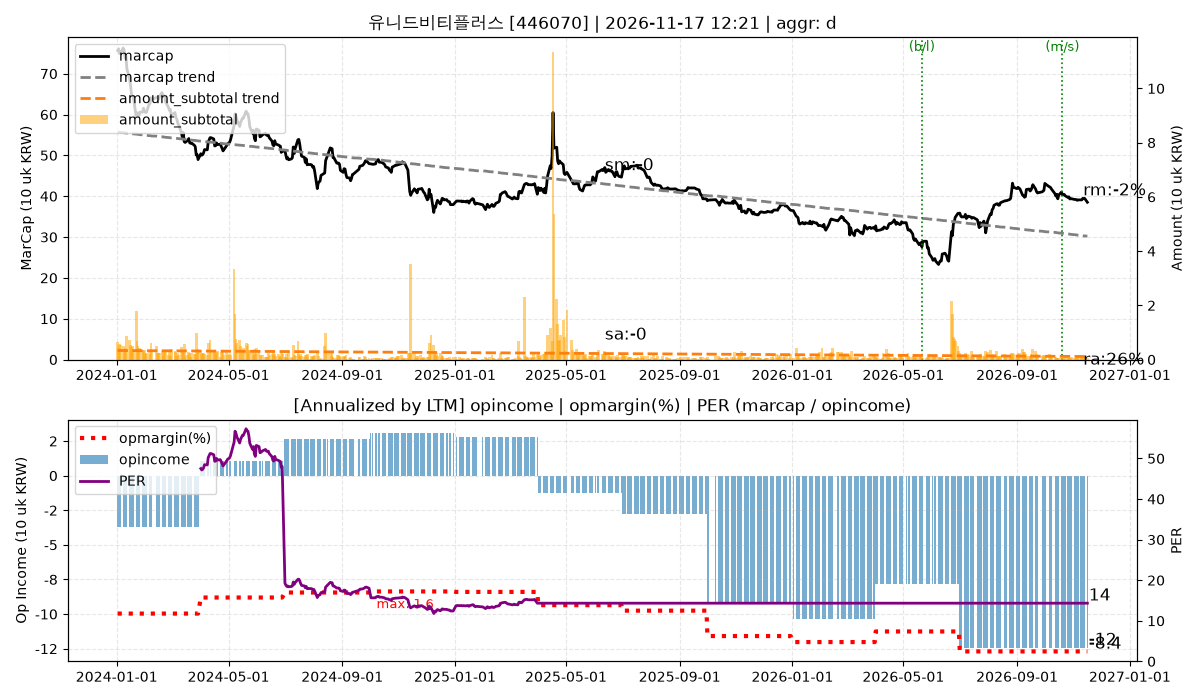 유니드비티플러스 [446070] | 2026-11-17 12:21 | aggr: d
marcap
marcap trend
amount_subtotal trend
amount_subtotal
(b/l)
(m/s)
sm:-0
rm:-2%
sa:-0
ra:26%
MarCap (10 uk KRW)
70
60
50
40
30
20
10
0
Amount (10 uk KRW)
10
8
6
4
2
0
2024-01-01 2024-05-01 2024-09-01 2025-01-01 2025-05-01 2025-09-01 2026-01-01 2026-05-01 2026-09-01 2027-01-01
[Annualized by LTM] opincome | opmargin(%) | PER (marcap / opincome)
opmargin(%)
opincome
PER
max: 1.6
14
-12
-8.4
Op Income (10 uk KRW)
2
0
-2
-5
-8
-10
-12
PER
50
40
30
20
10
0
2024-01-01 2024-05-01 2024-09-01 2025-01-01 2025-05-01 2025-09-01 2026-01-01 2026-05-01 2026-09-01 2027-01-01